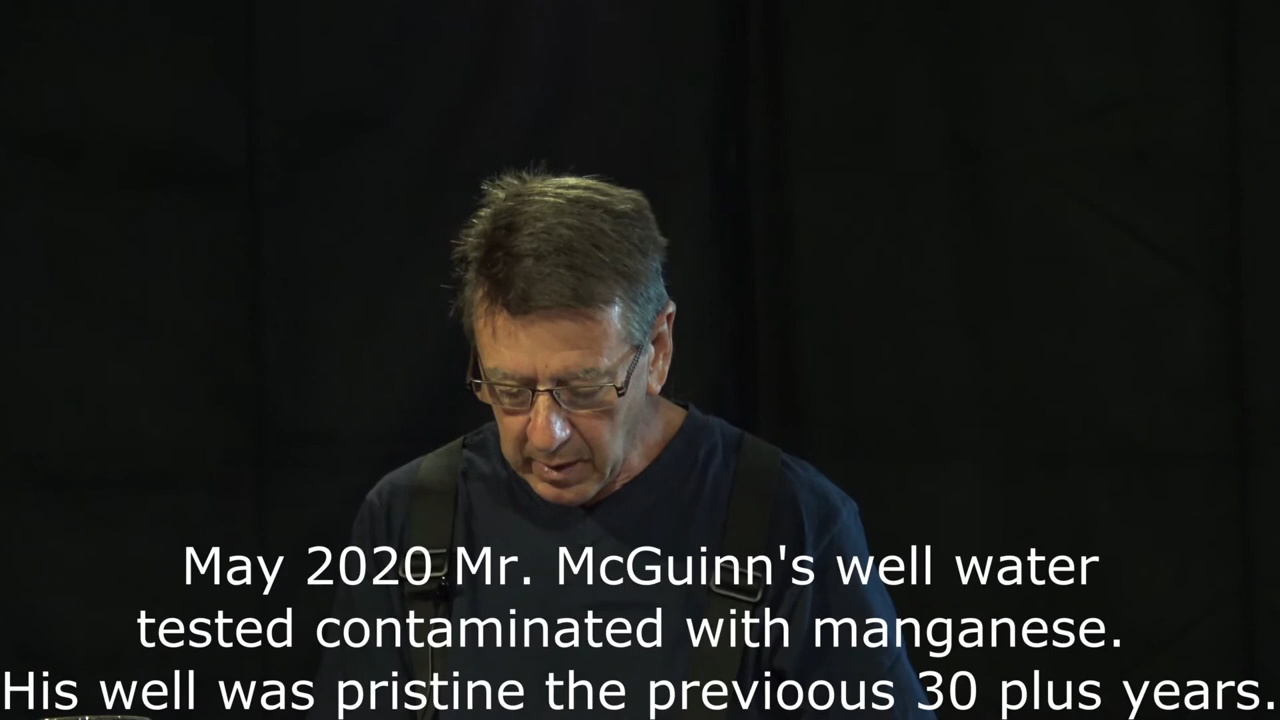 May 2020 Mr. McGuinn's well water
tested contaminated with manganese.
His well was pristine the previoous 30 plus years.